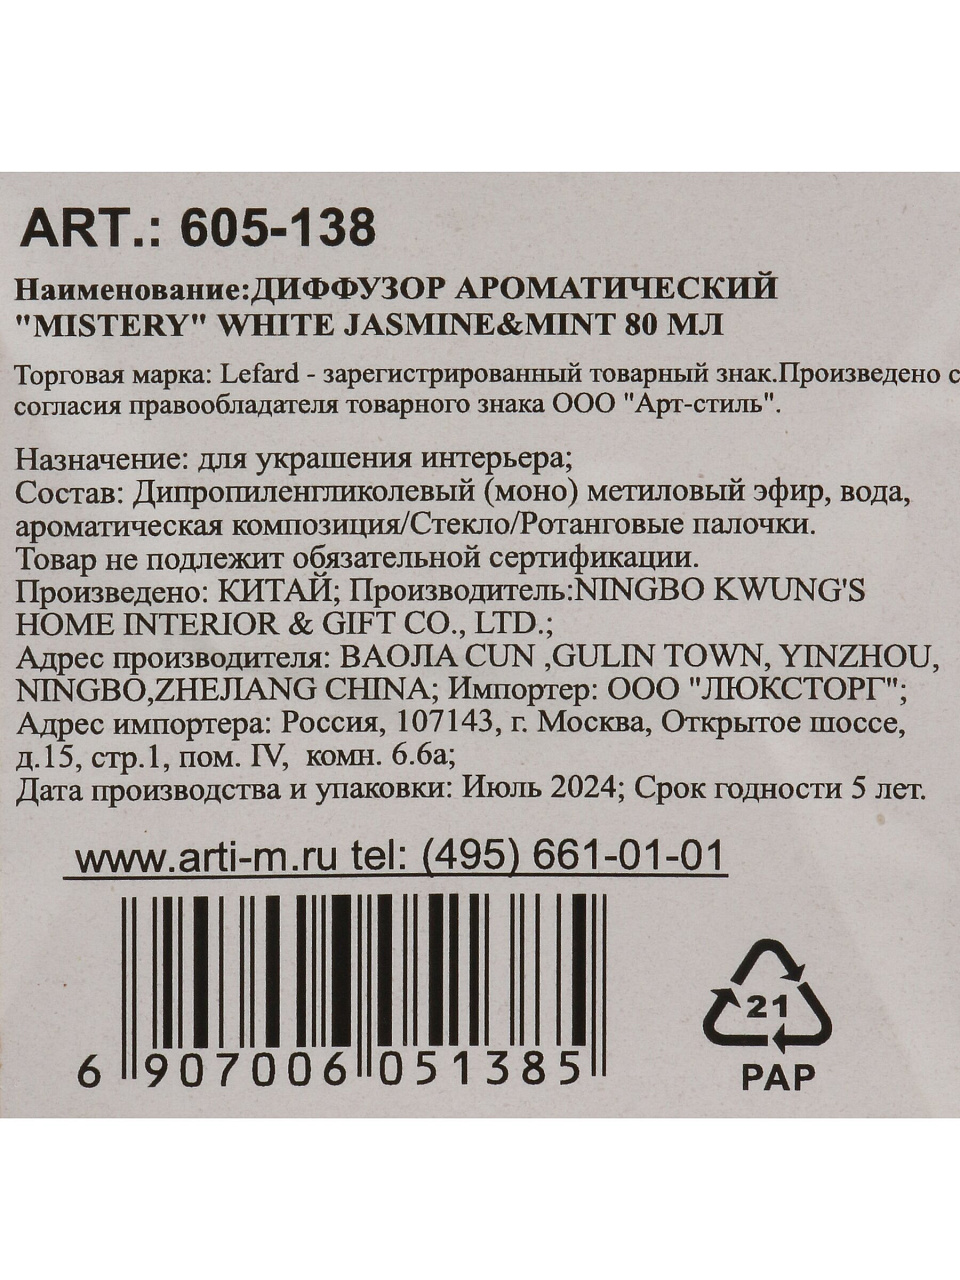 ART.: 605-138
Наименование:ДИФФУЗОР АРОМАТИЧЕСКИЙ
"MISTERY" WHITE JASMINE&MINT 80 МЛ
Торговая марка: Lefard - зарегистрированный товарный знак.Произведено с
согласия правообладателя товарного знака ООО "Арт-стиль".
Назначение: для украшения интерьера;
Состав: Дипропиленгликолевый (моно) метиловый эфир, вода,
ароматическая композиция/Стекло/Ротанговые палочки.
Товар не подлежит обязательной сертификации.
Произведено: КИТАЙ; Производитель:NINGBO KWUNG'S
HOME INTERIOR & GIFT CO., LTD.;
Адрес производителя: BAOJIA CUN ,GULIN TOWN, YINZHOU,
NINGBO,ZHEJIANG CHINA; Импортер: ООО "ЛЮКСТОРГ";
Адрес импортера: Россия, 107143, г. Москва, Открытое шоссе,
д.15, стр.1, пом. IV,  комн. 6.6а;
Дата производства и упаковки: Июль 2024; Срок годности 5 лет.
www.arti-m.ru tel: (495) 661-01-01
6 907006 051385
21
PAP